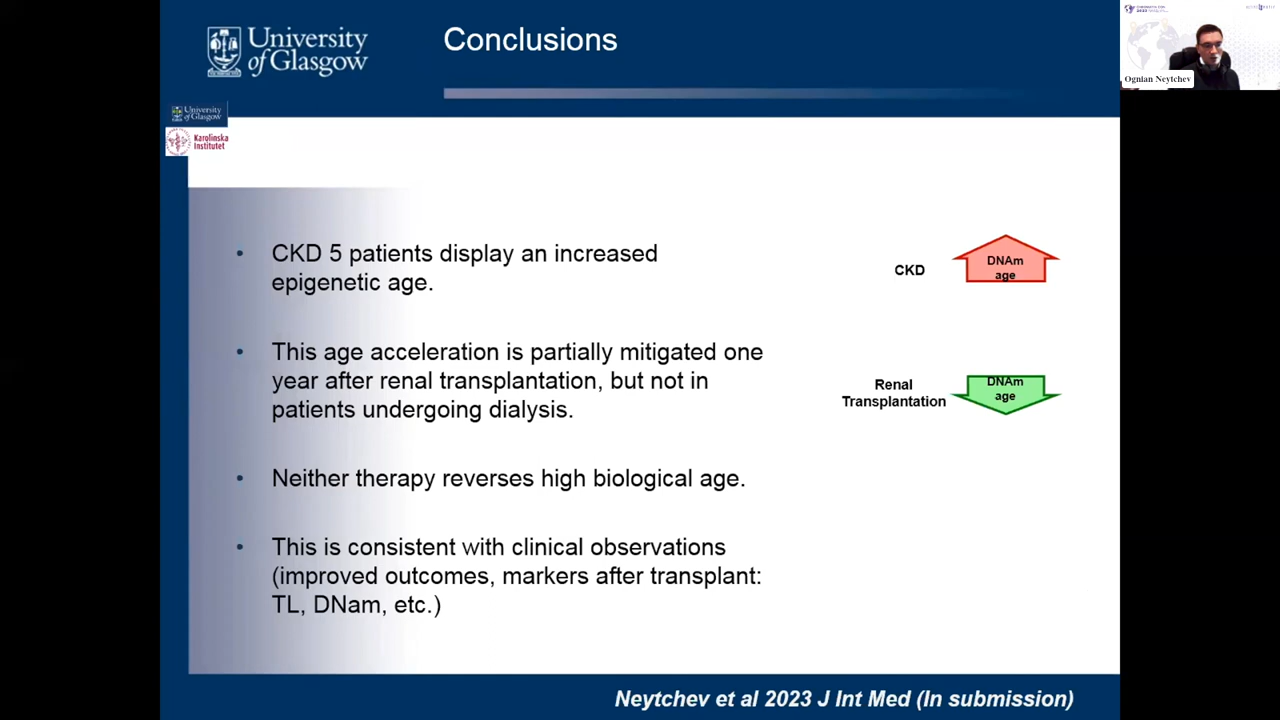 University
of Glasgow
Conclusions
Ognian Neytchev
University
of Glasgow
Karolinska
Institutet
• CKD 5 patients display an increased
epigenetic age.
CKD
DNAm
age
• This age acceleration is partially mitigated one
year after renal transplantation, but not in
patients undergoing dialysis.
Renal
Transplantation
DNAm
age
• Neither therapy reverses high biological age.
• This is consistent with clinical observations
(improved outcomes, markers after transplant:
TL, DNam, etc.)
Neytchev et al 2023 J Int Med (In submission)